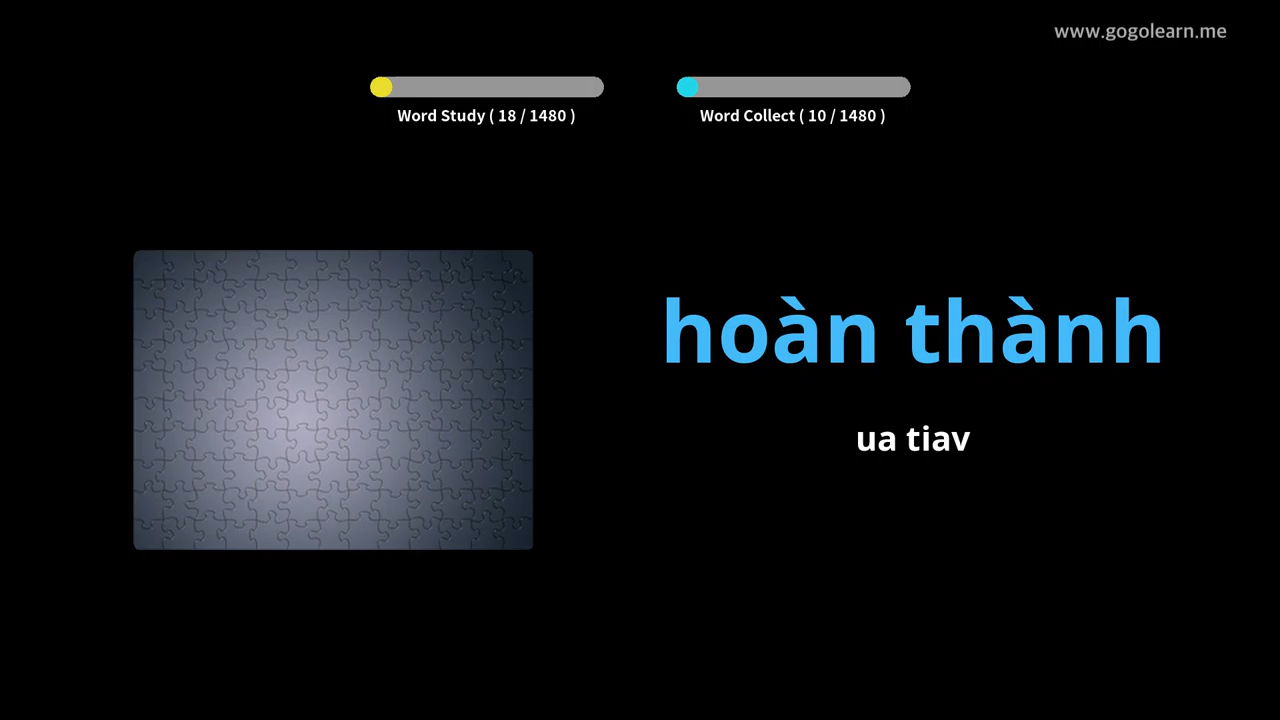 www.gogolearn.me
Word Study ( 18 / 1480 )
Word Collect ( 10 / 1480 )
hoàn thành
ua tiav